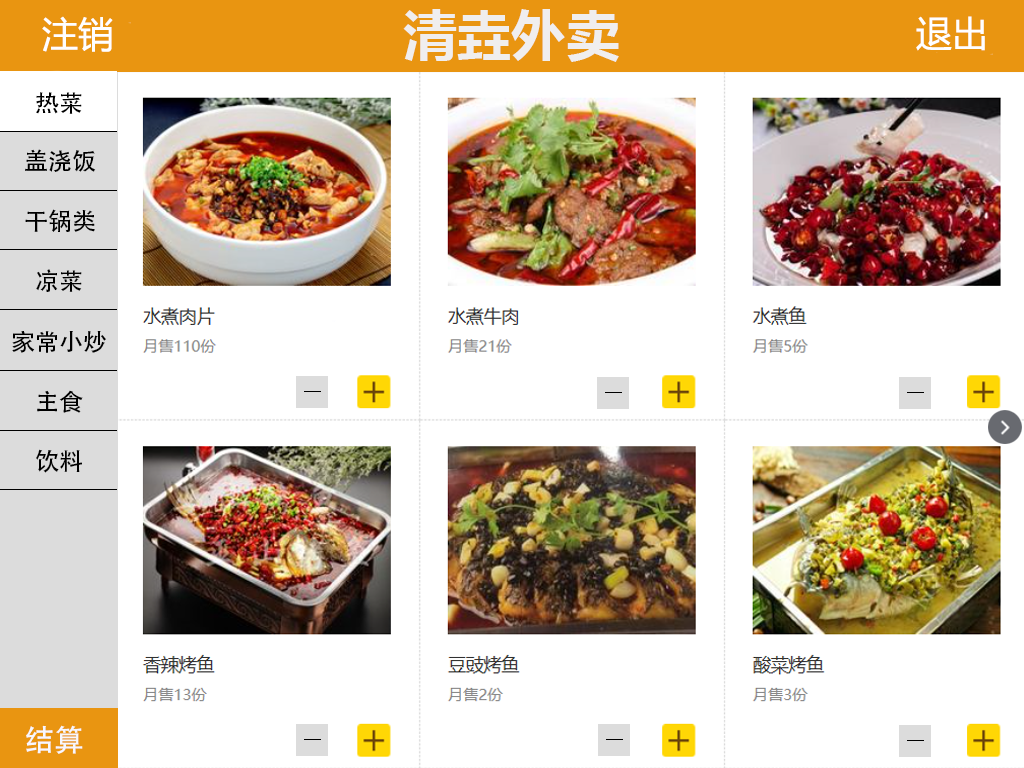 注销
清垚外卖
退出
热菜
盖浇饭
干锅类
凉菜
家常小炒
主食
饮料
结算
水煮肉片
月售110份
水煮牛肉
月售21份
水煮鱼
月售5份
香辣烤鱼
月售13份
豆豉烤鱼
月售2份
酸菜烤鱼
月售3份